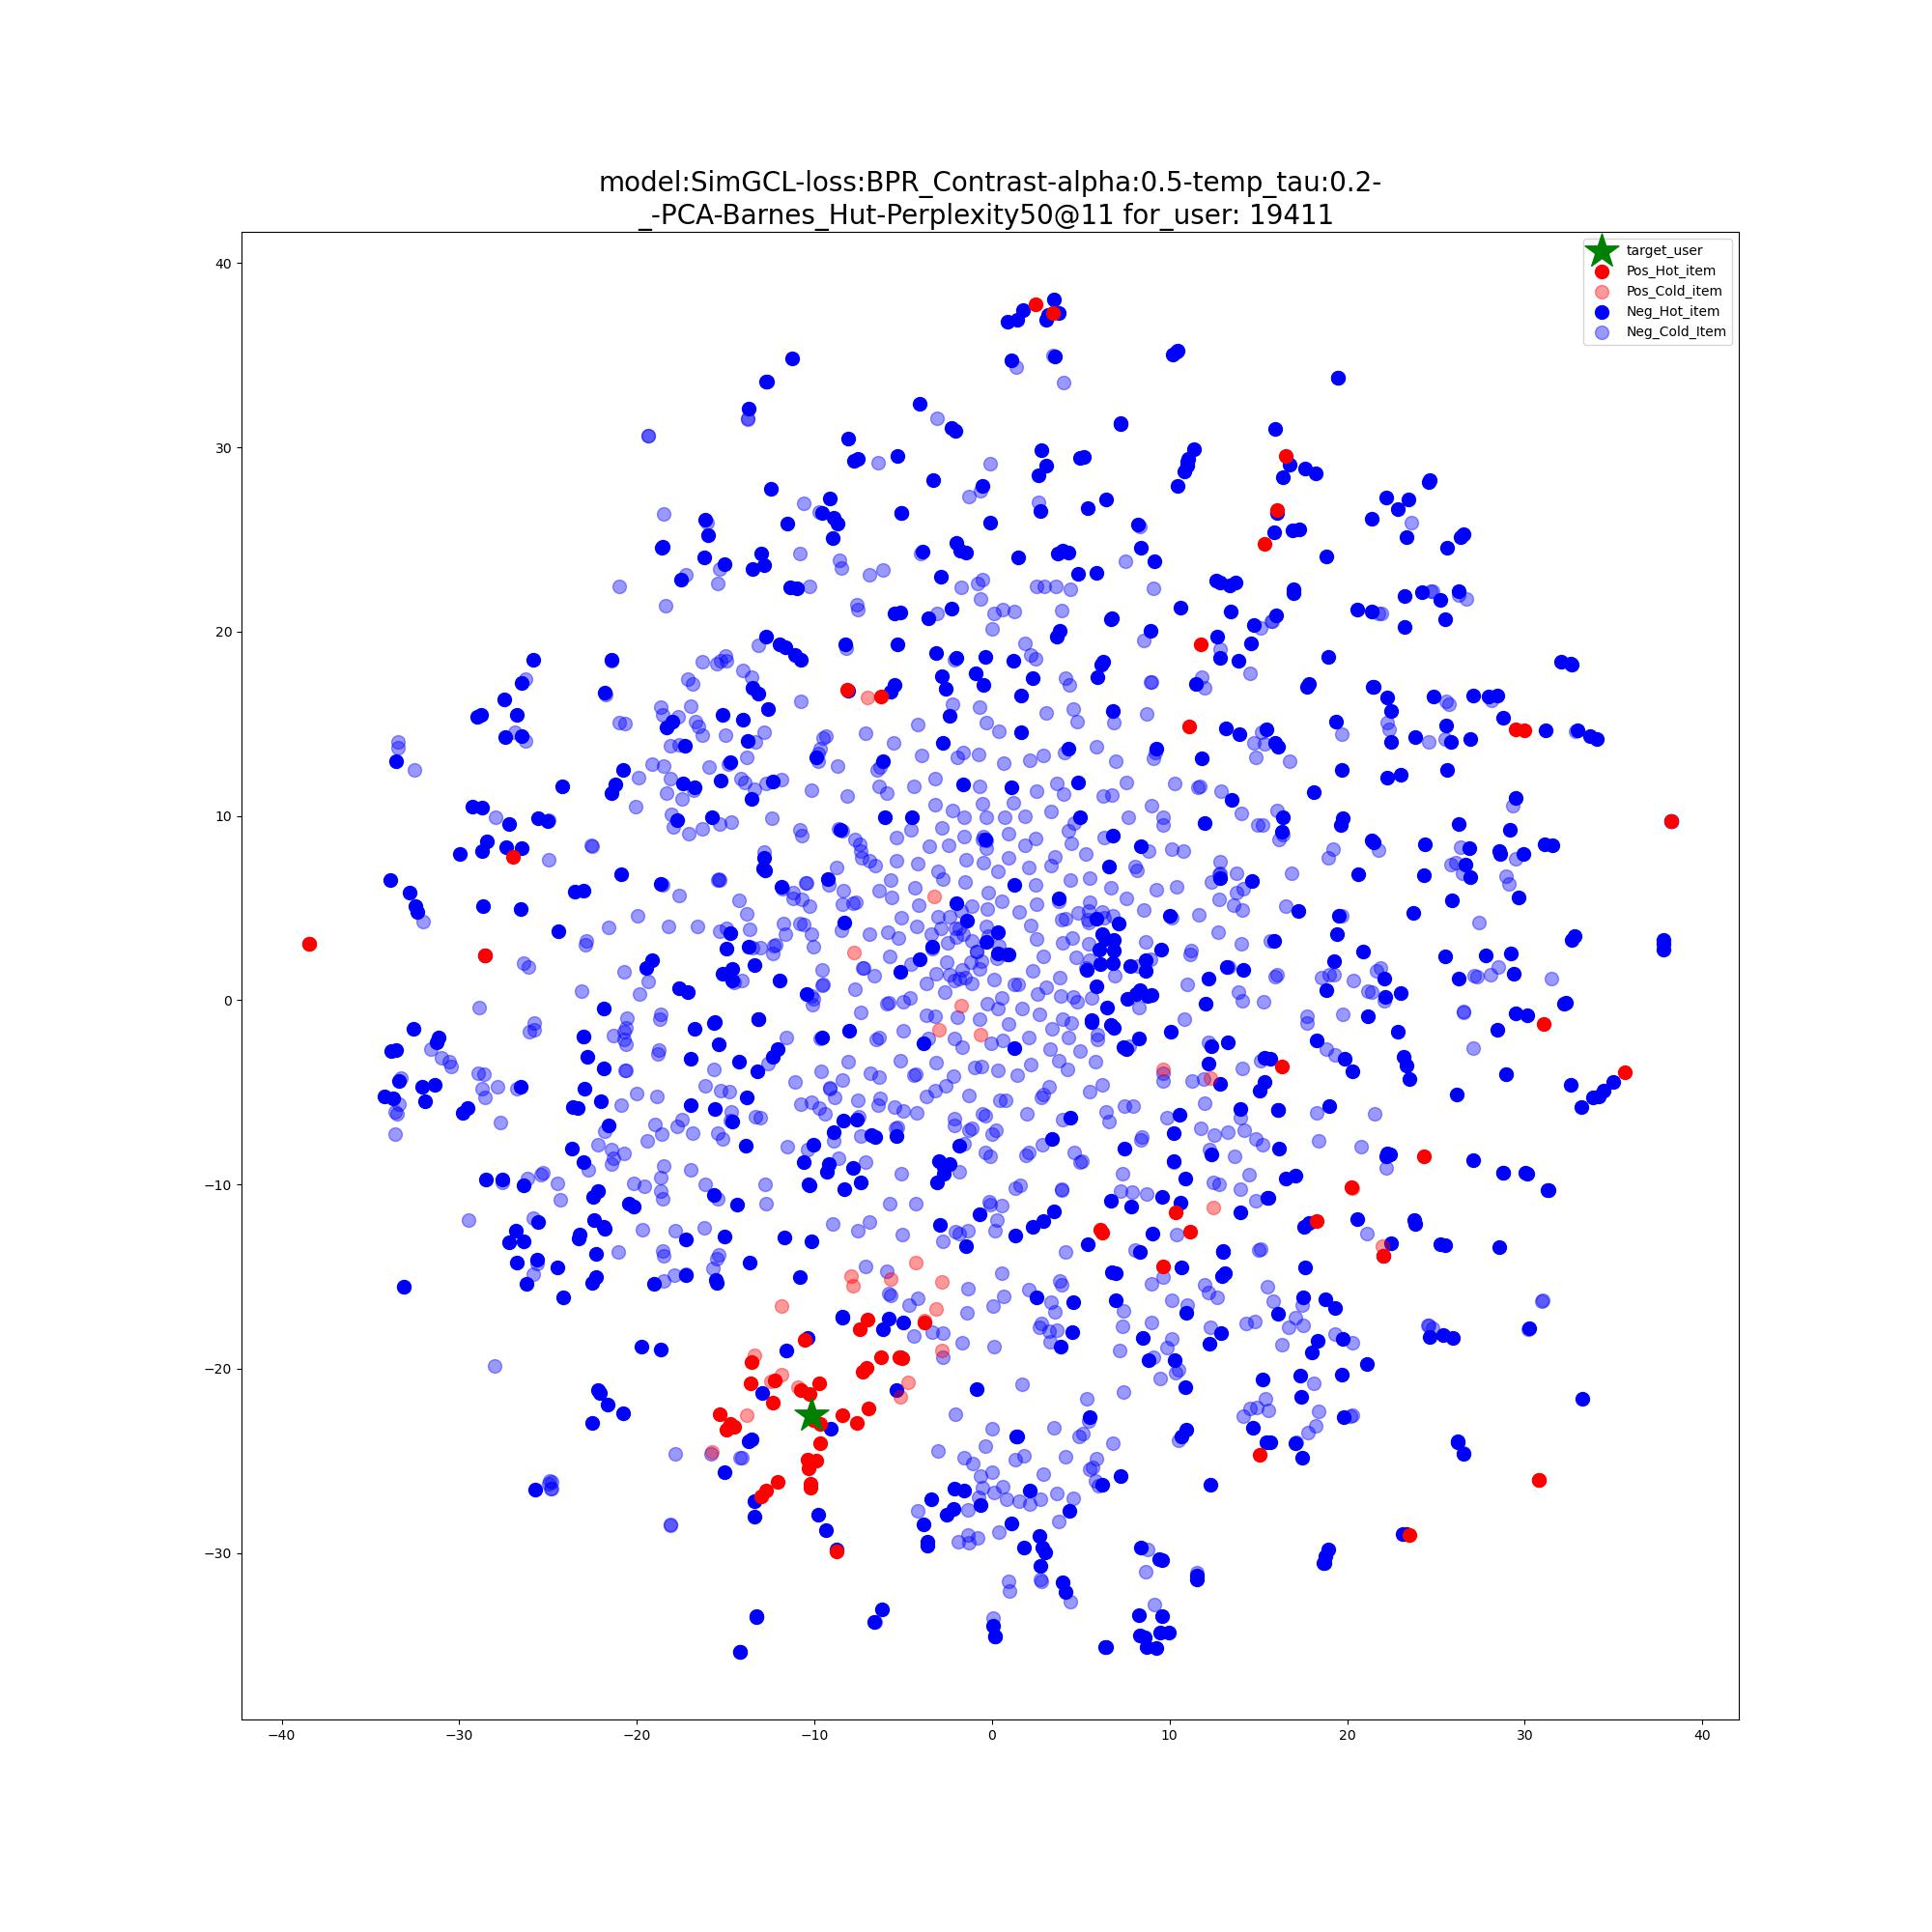 model:SimGCL-loss:BPR_Contrast-alpha:0.5-temp_tau:0.2-
_-PCA-Barnes_Hut-Perplexity50@11 for_user: 19411
target_user
Pos_Hot_item
Pos_Cold_item
Neg_Hot_item
Neg_Cold_Item
40
30
20
10
0
−10
−20
−30
−40 −30 −20 −10 0 10 20 30 40